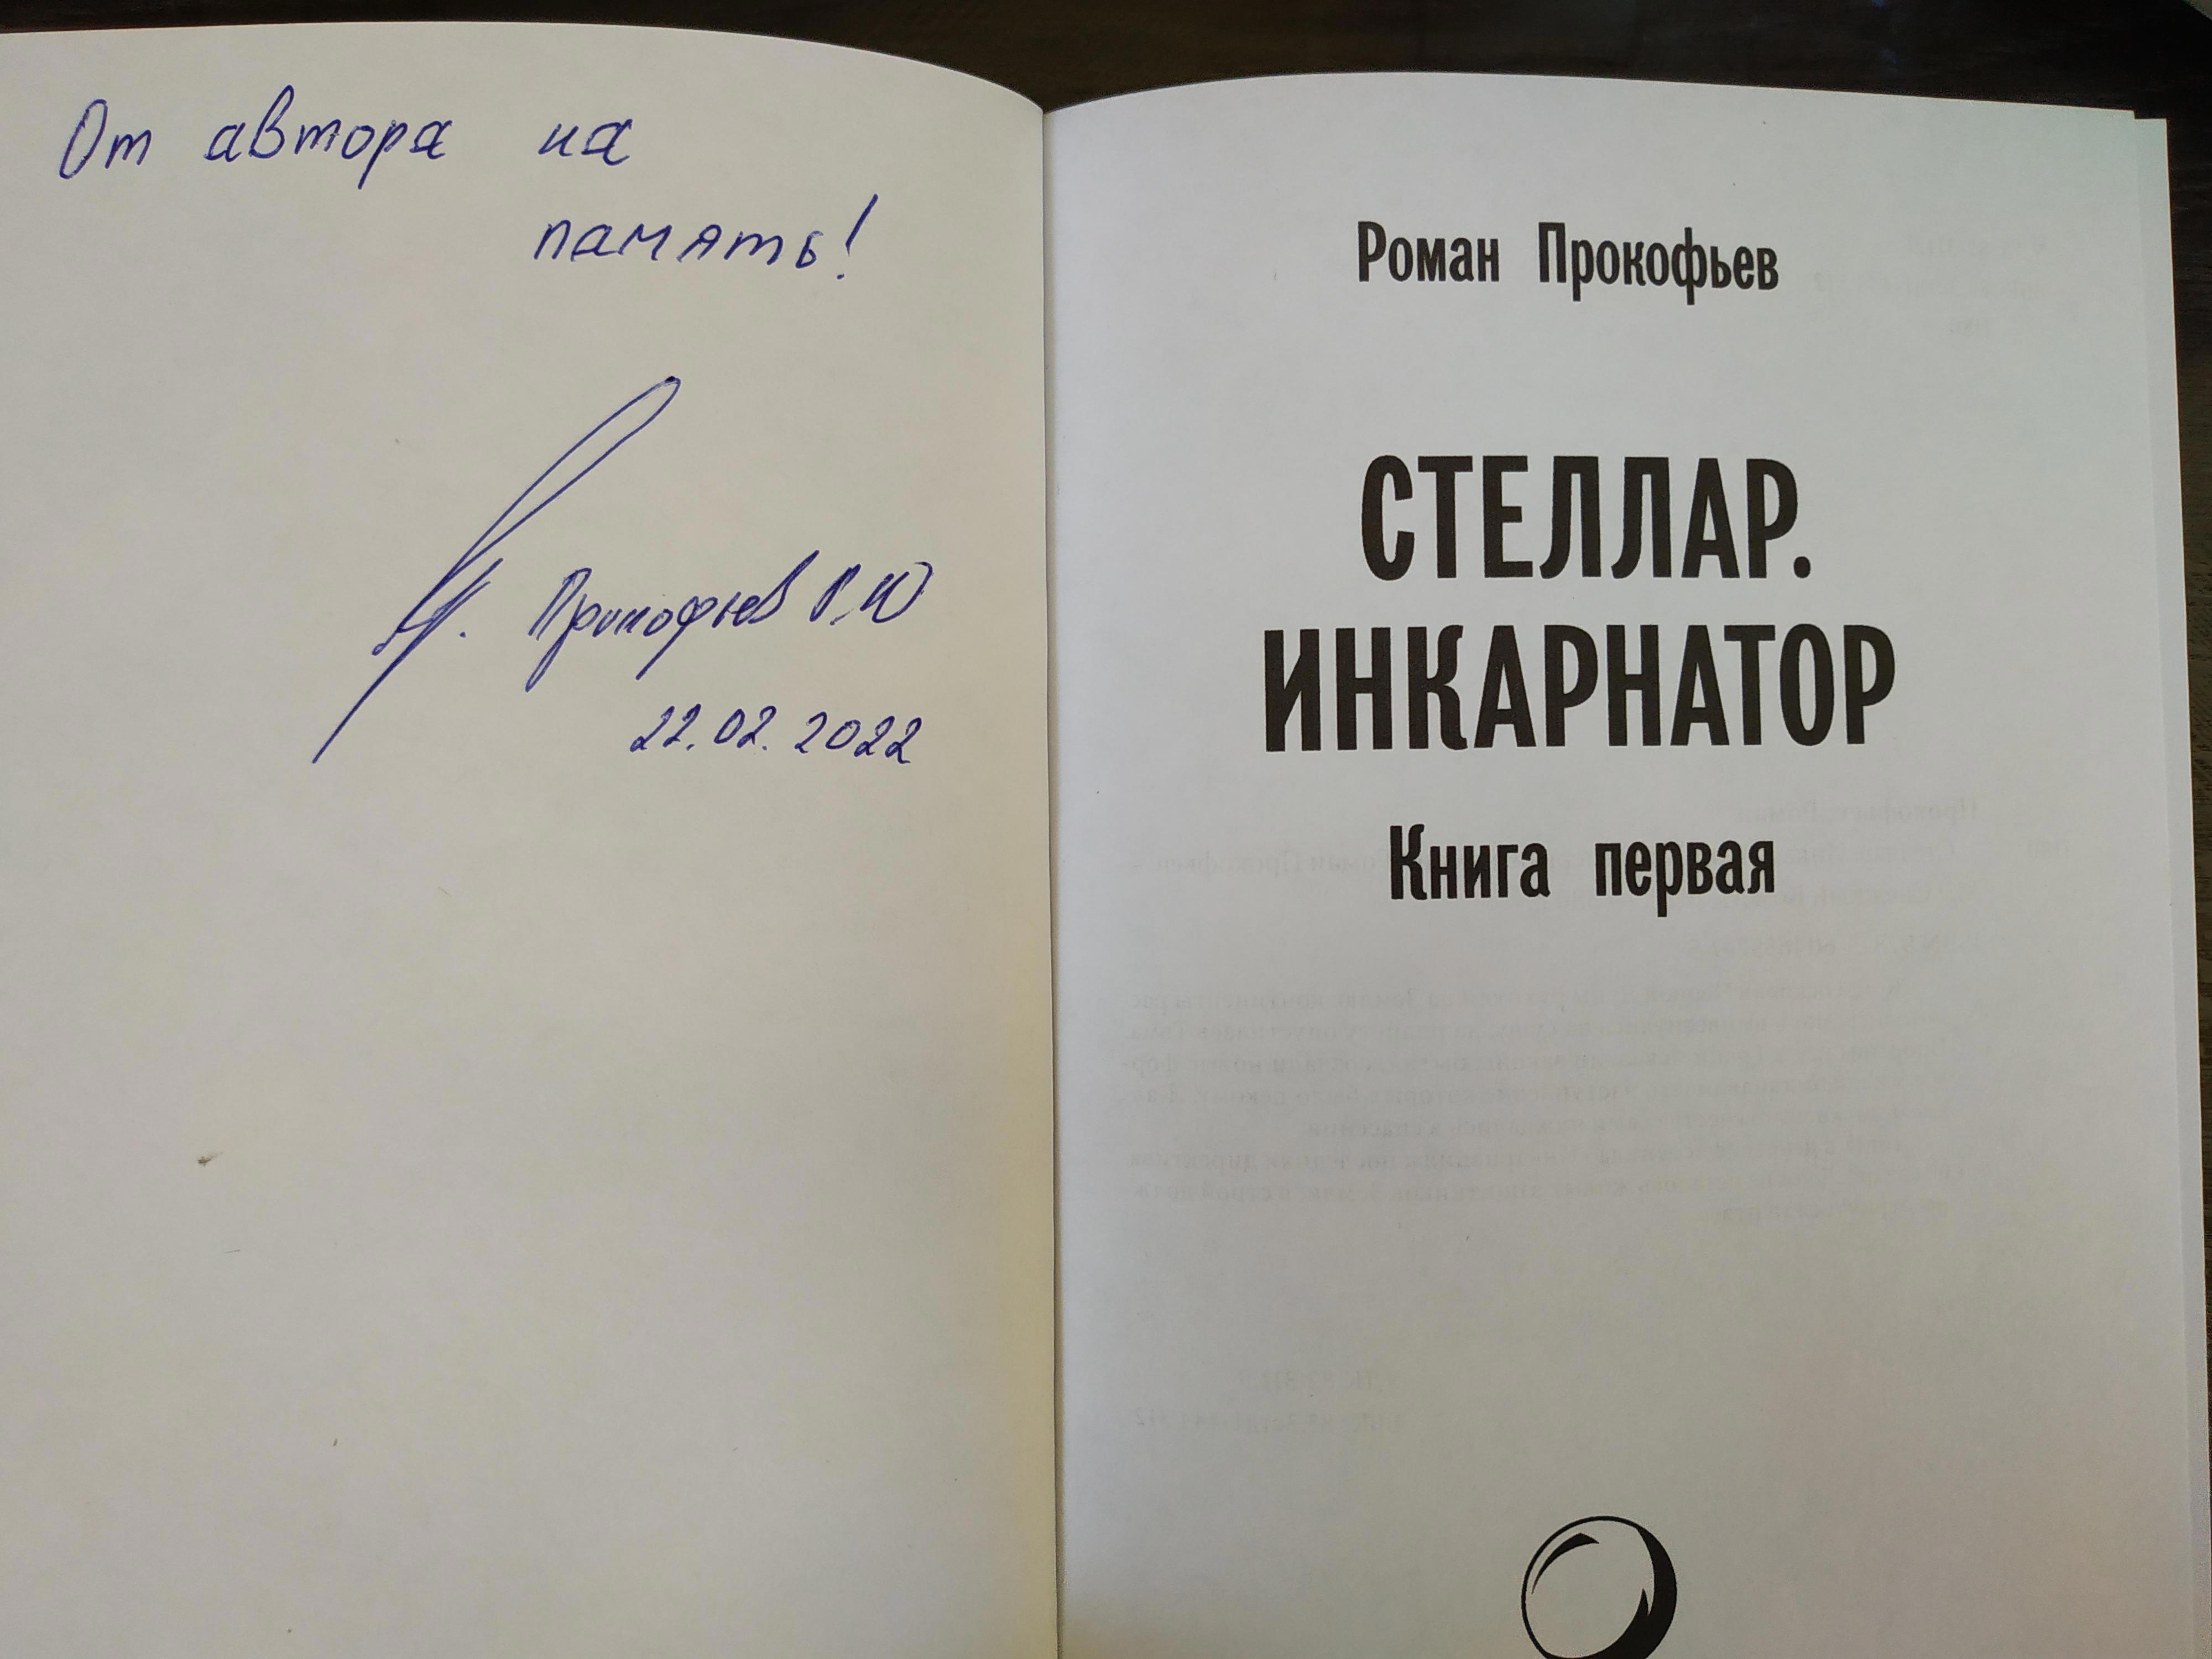 От автора на
память!
Прокофьев Р.Ю
22.02.2022
Роман Прокофьев
СТЕЛЛАР.
ИНКАРНАТОР
Книга первая